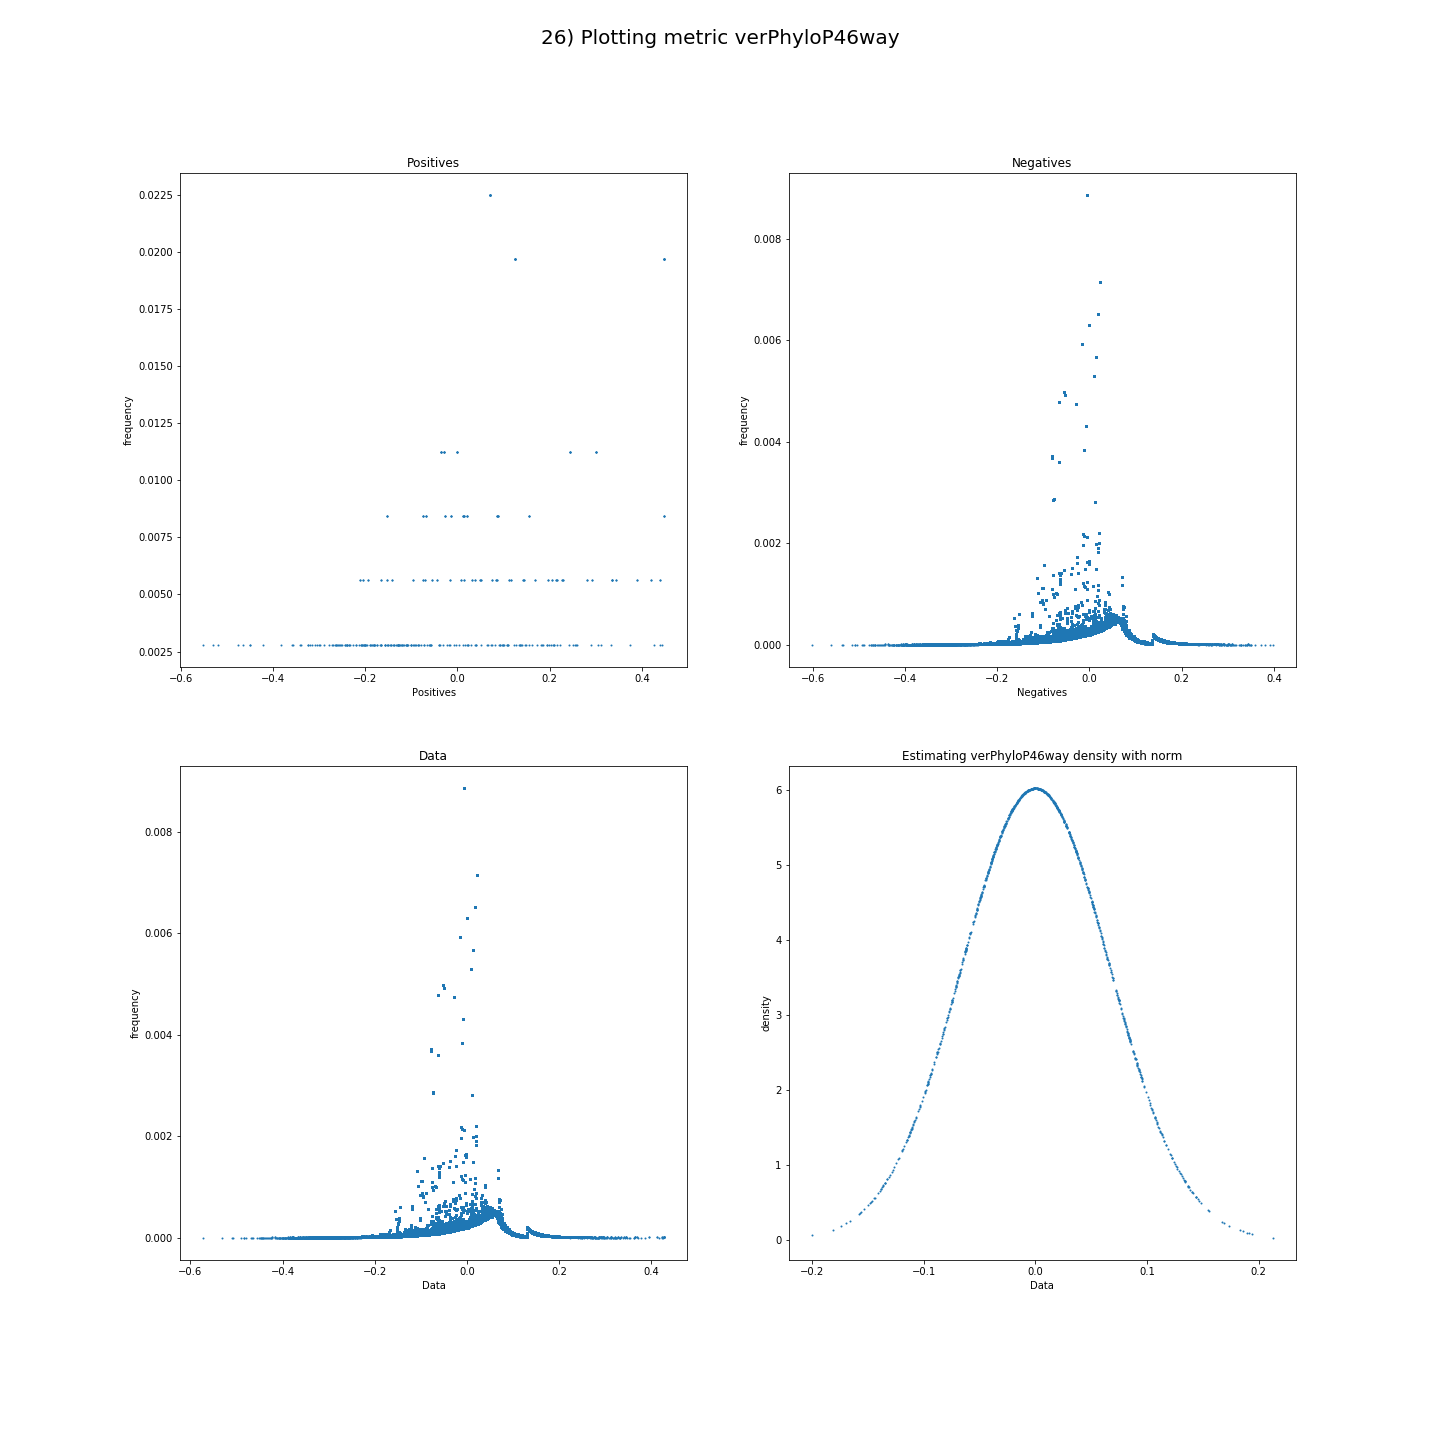 26) Plotting metric verPhyloP46way
Positives
0.0225
0.0200
0.0175
0.0150
0.0125
0.0100
0.0075
0.0050
0.0025
frequency
−0.6 −0.4 −0.2 0.0 0.2 0.4
Positives
Negatives
0.008
0.006
0.004
0.002
0.000
frequency
−0.6 −0.4 −0.2 0.0 0.2 0.4
Negatives
Data
0.008
0.006
0.004
0.002
0.000
frequency
−0.6 −0.4 −0.2 0.0 0.2 0.4
Data
Estimating verPhyloP46way density with norm
6
5
4
3
2
1
0
density
−0.2 −0.1 0.0 0.1 0.2
Data